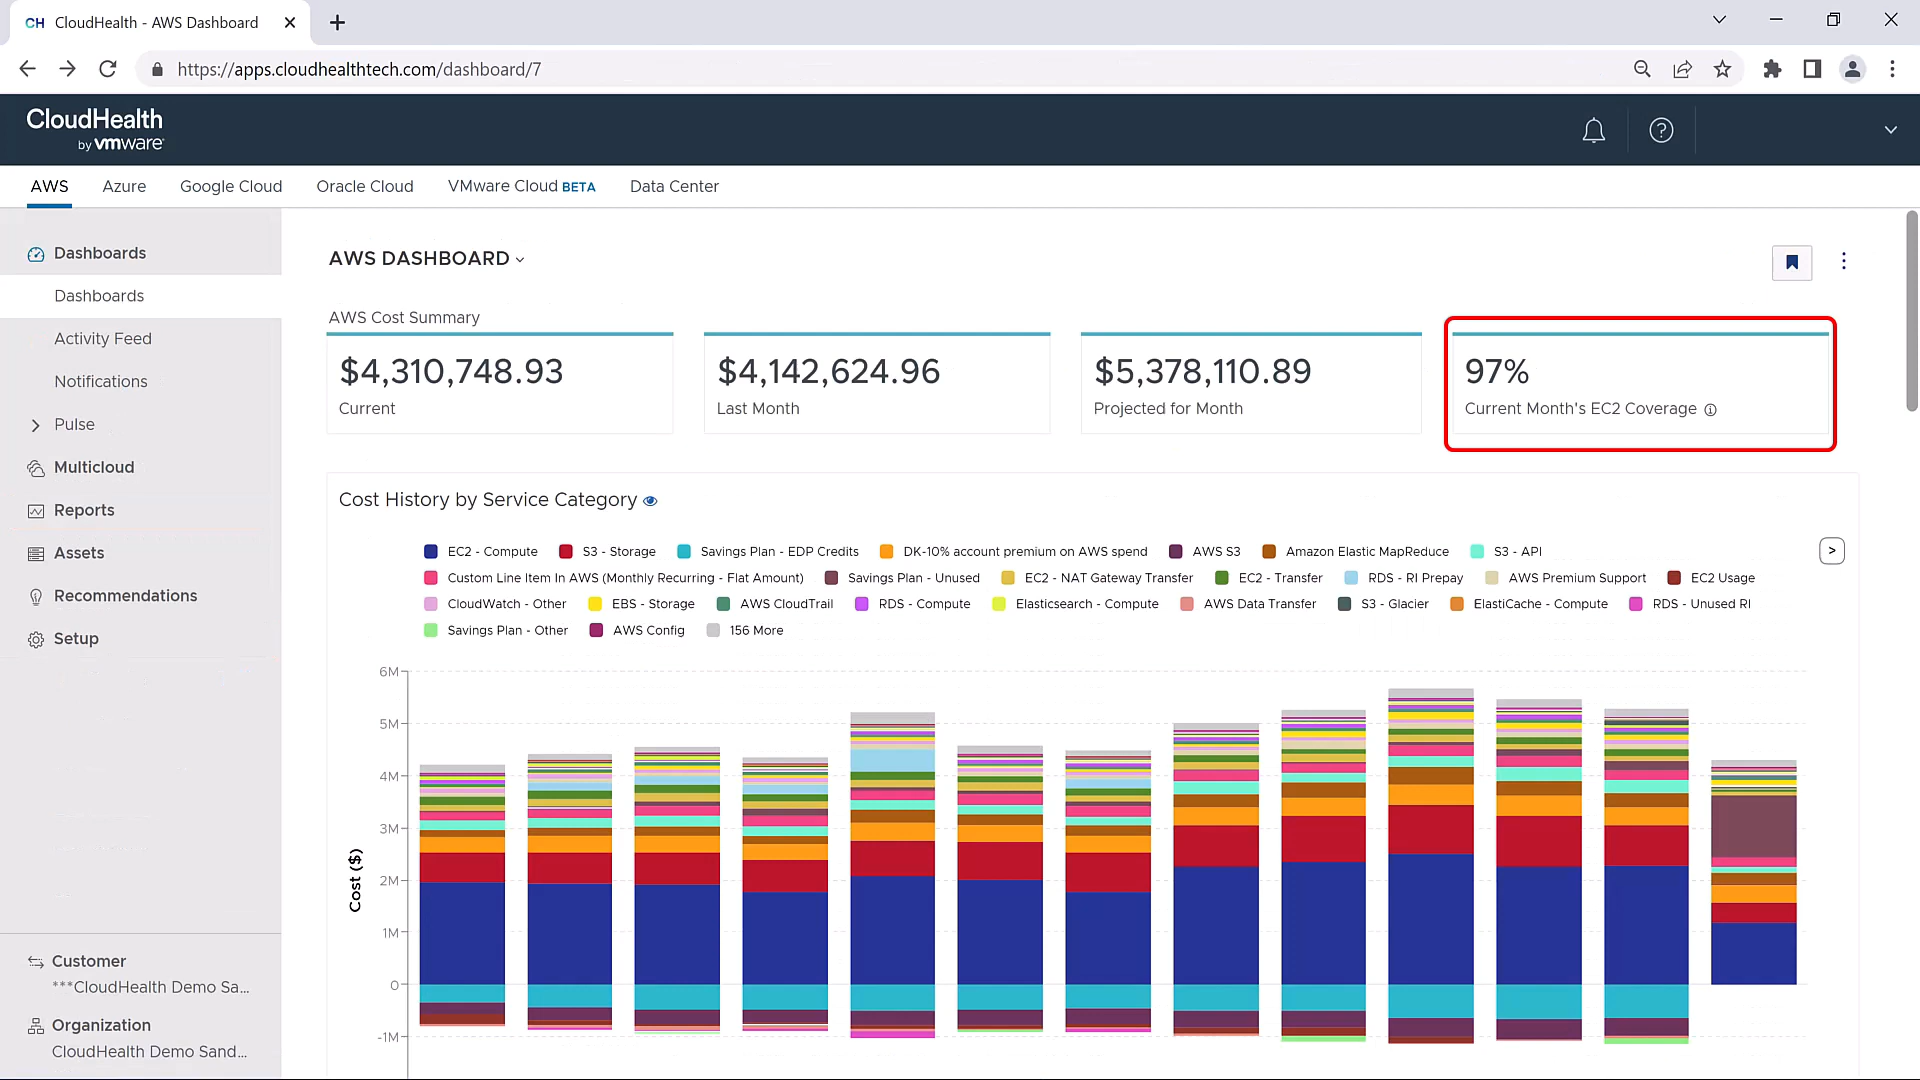 CH CloudHealth - AWS Dashboard
https://apps.cloudhealthtech.com/dashboard/7
CloudHealth
by vmware
AWS Azure Google Cloud Oracle Cloud VMware Cloud BETA Data Center
Dashboards
Dashboards
Activity Feed
Notifications
Pulse
Multicloud
Reports
Assets
Recommendations
Setup
Customer
***CloudHealth Demo Sa...
Organization
CloudHealth Demo Sand...
AWS DASHBOARD
AWS Cost Summary
$4,310,748.93
Current
$4,142,624.96
Last Month
$5,378,110.89
Projected for Month
97%
Current Month's EC2 Coverage
Cost History by Service Category
EC2 - Compute S3 - Storage Savings Plan - EDP Credits DK-10% account premium on AWS spend AWS S3 Amazon Elastic MapReduce S3 - API
Custom Line Item In AWS (Monthly Recurring - Flat Amount) Savings Plan - Unused EC2 - NAT Gateway Transfer EC2 - Transfer RDS - RI Prepay AWS Premium Support EC2 Usage
CloudWatch - Other EBS - Storage AWS CloudTrail RDS - Compute Elasticsearch - Compute AWS Data Transfer S3 - Glacier ElastiCache - Compute RDS - Unused RI
Savings Plan - Other AWS Config 156 More
Cost ($)
6M
5M
4M
3M
2M
1M
0
-1M